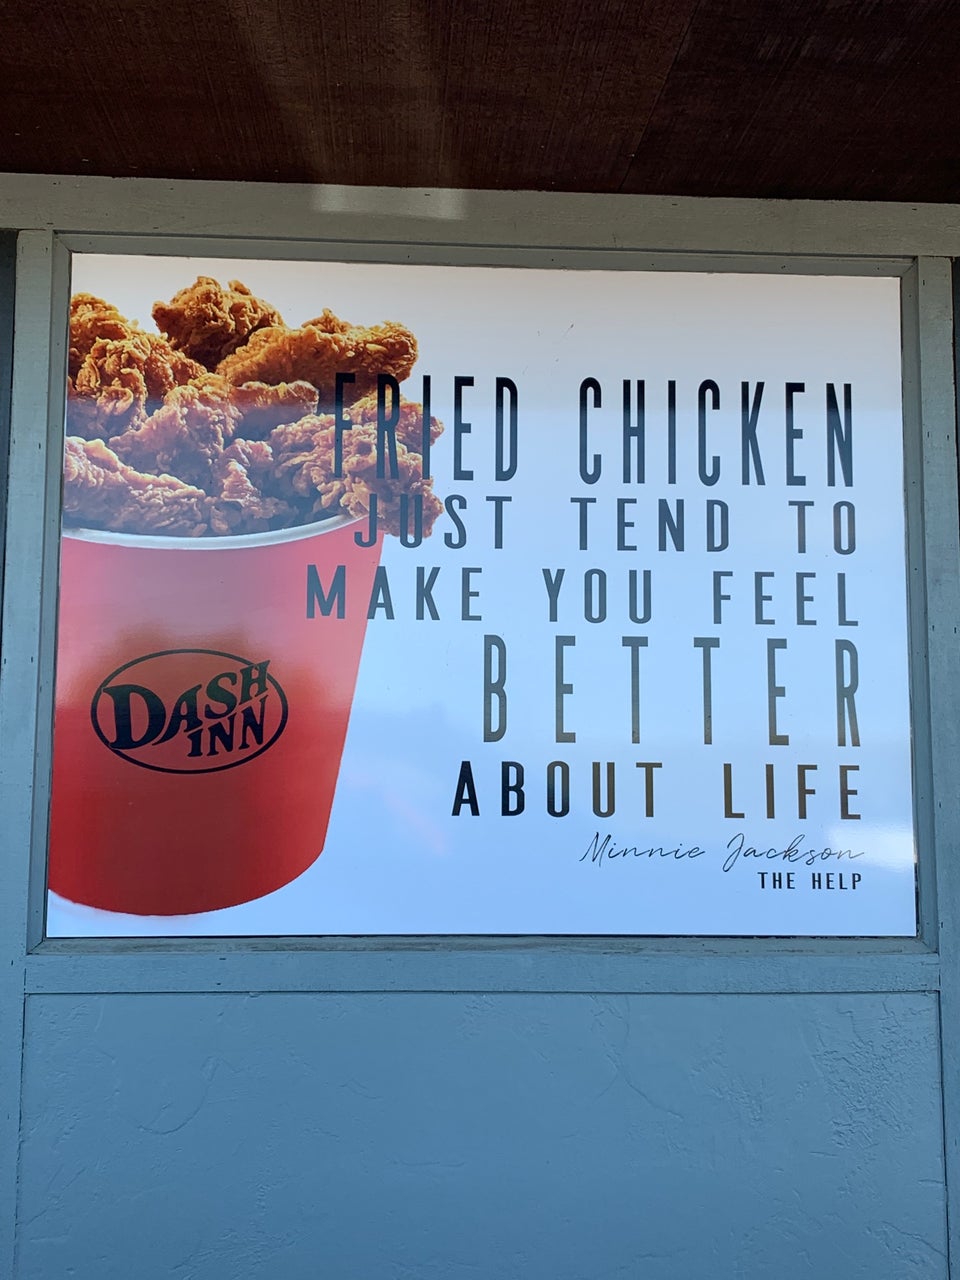 FRIED CHICKEN
JUST TEND TO
MAKE YOU FEEL
BETTER
ABOUT LIFE
Minnie Jackson
THE HELP
DASH
INN